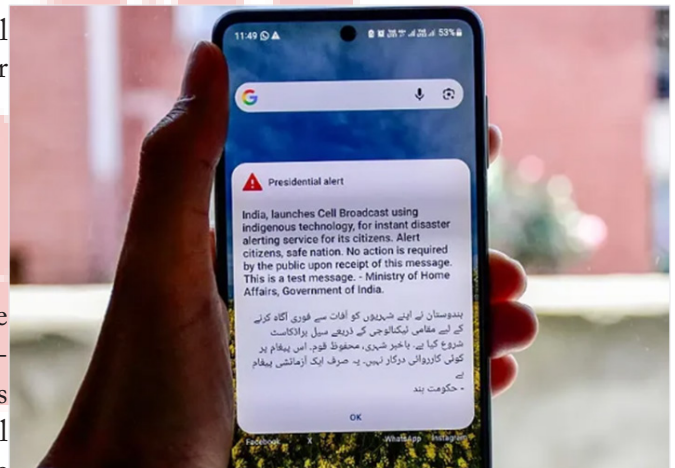 11:49
53%
Presidential alert
India, launches Cell Broadcast using
indigenous technology, for instant disaster
alerting service for its citizens. Alert
citizens, safe nation. No action is required
by the public upon receipt of this message.
This is a test message. - Ministry of Home
Affairs, Government of India.
ہندوستان نے اپنے شہریوں کو آفات سے فوری آگاہ کرنے
کے لیے مقامی ٹیکنالوجی کے ذریعے سیل براڈکاسٹ
شروع کیا ہے۔ باخبر شہری، محفوظ قوم۔ اس پیغام پر
کوئی کارروائی درکار نہیں۔ یہ صرف ایک آزمائشی پیغام
ہے
- حکومت ہند
OK
Facebook X WhatsApp Instagram